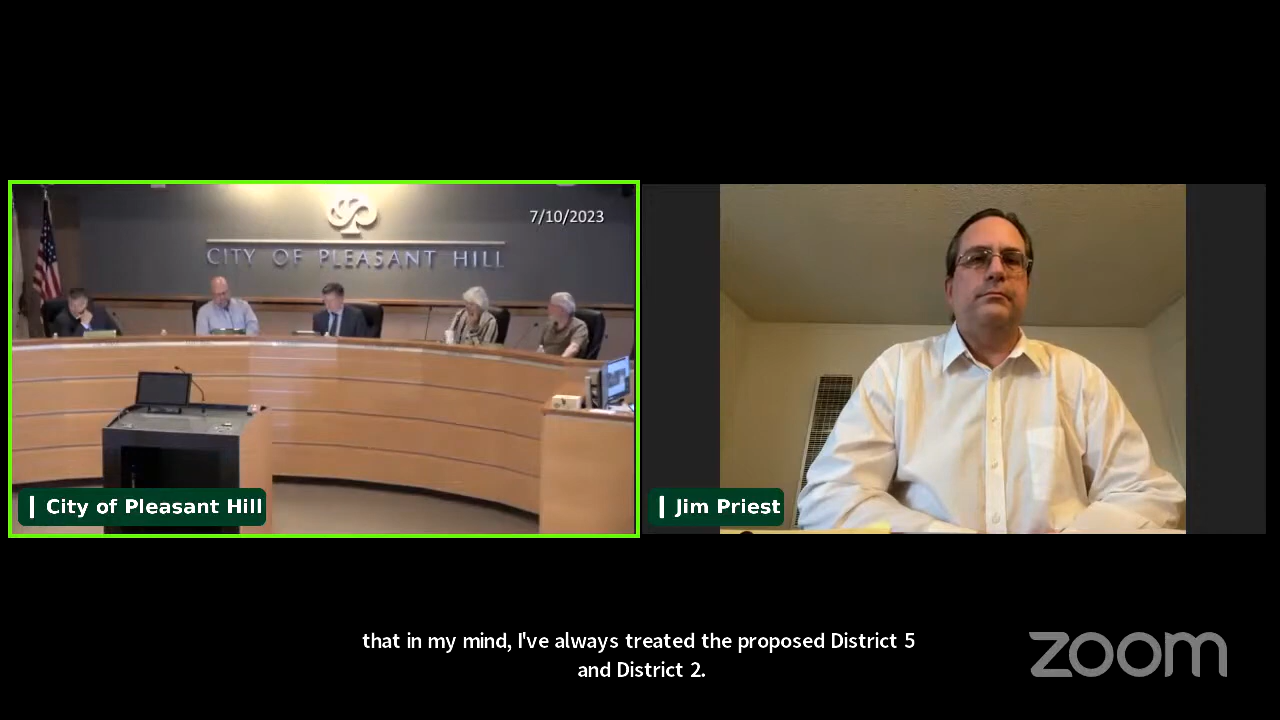 7/10/2023
CITY OF PLEASANT HILL
City of Pleasant Hill
Jim Priest
that in my mind, I've always treated the proposed District 5
and District 2.
zoom